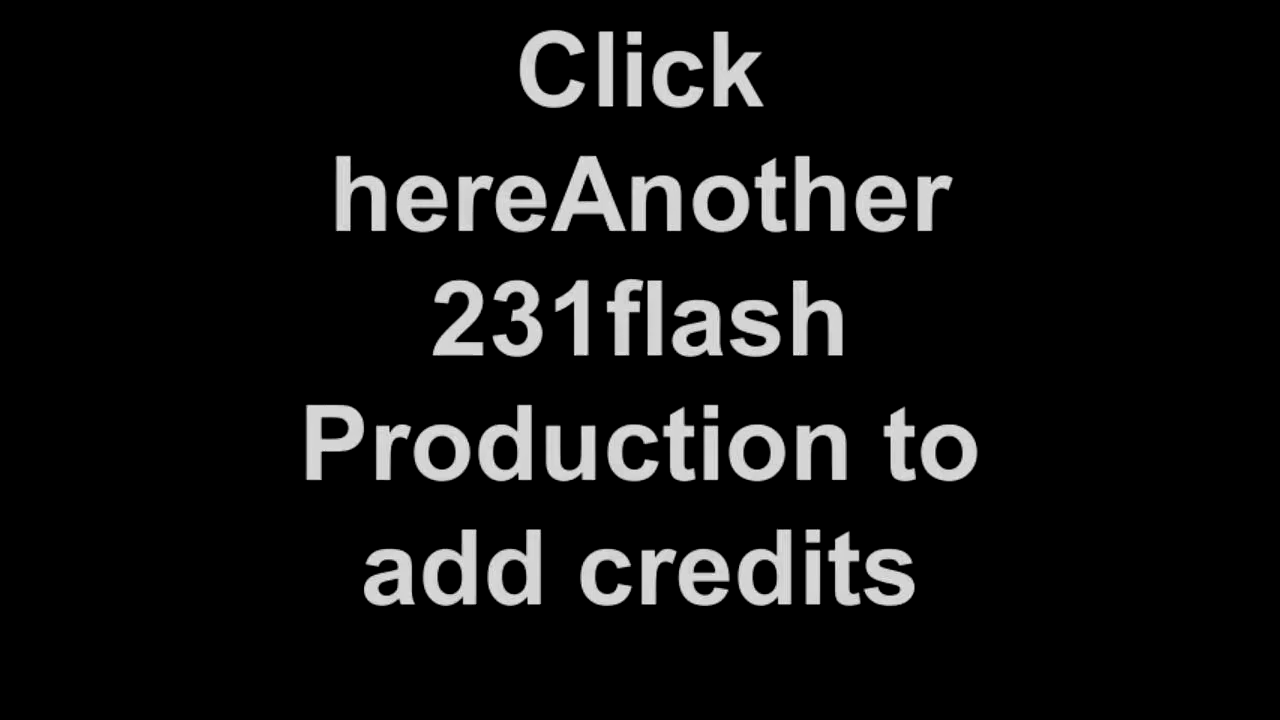 Click
hereAnother
231flash
Production to
add credits